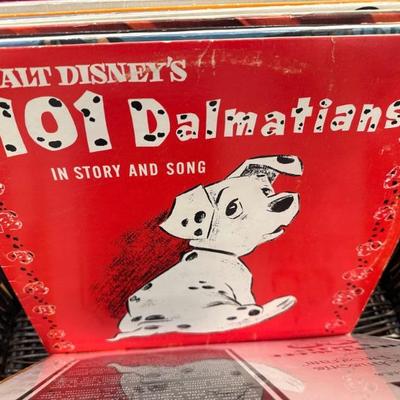 ALT DISNEY'S
101 Dalmatians
IN STORY AND SONG